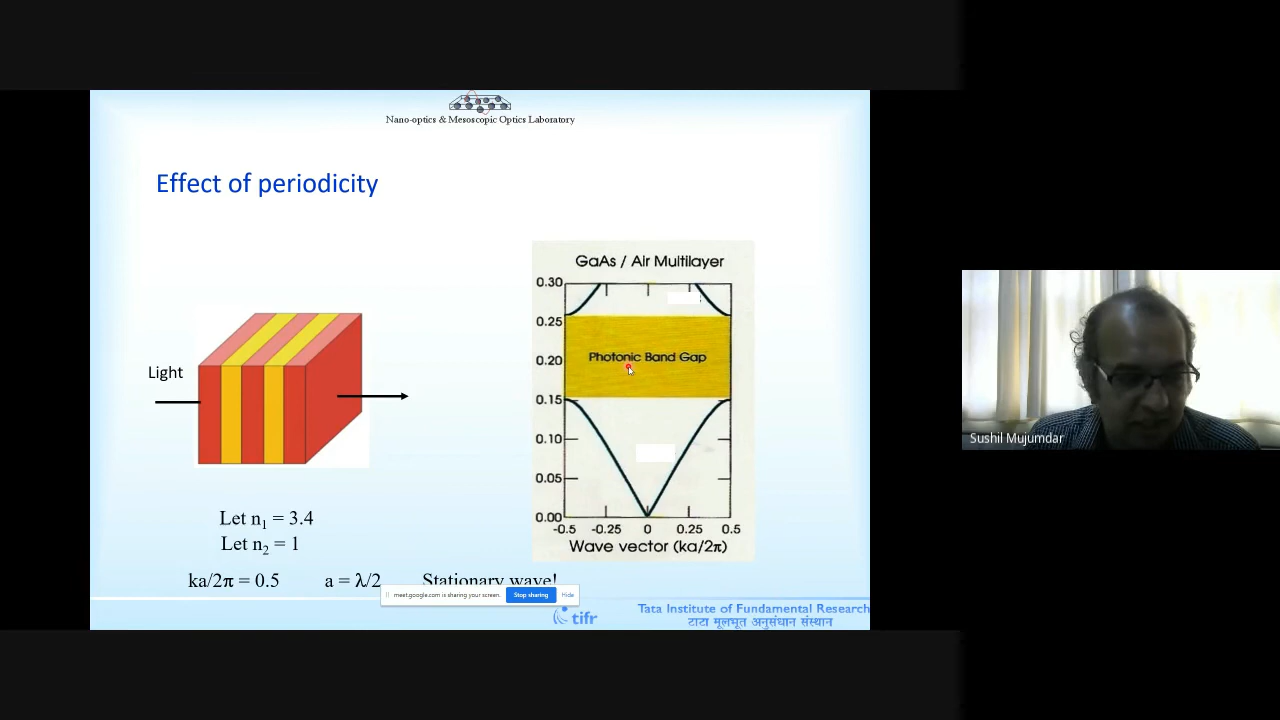 Nano-optics & Mesoscopic Optics Laboratory
Effect of periodicity
GaAs / Air Multilayer
0.30
0.25
0.20
0.15
0.10
0.05
0.00
Photonic Band Gap
-0.5 -0.25 0 0.25 0.5
Wave vector (ka/2π)
Light
Let n₁ = 3.4
Let n₂ = 1
ka/2π = 0.5 a = λ/2 Stationary wave!
meet.google.com is sharing your screen. Stop sharing Hide
tifr
Tata Institute of Fundamental Research
टाटा मूलभूत अनुसंधान संस्थान
Sushil Mujumdar